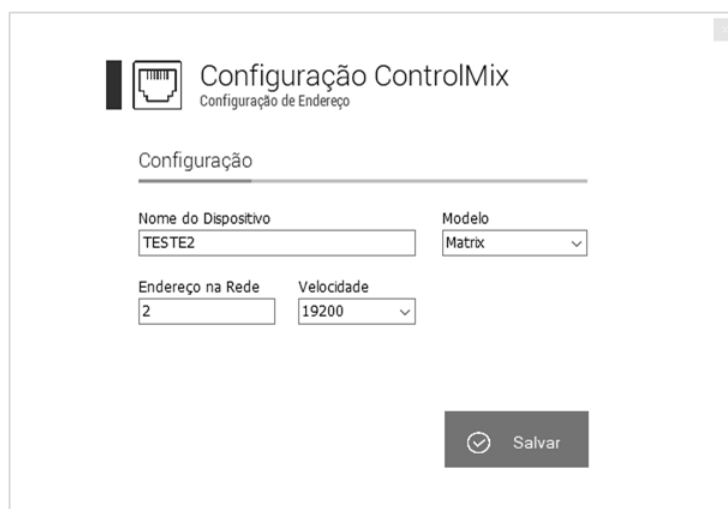 Configuração ControlMix
Configuração de Endereço
Configuração
Nome do Dispositivo
Modelo
TESTE2
Matrix
Endereço na Rede
Velocidade
2
19200
Salvar